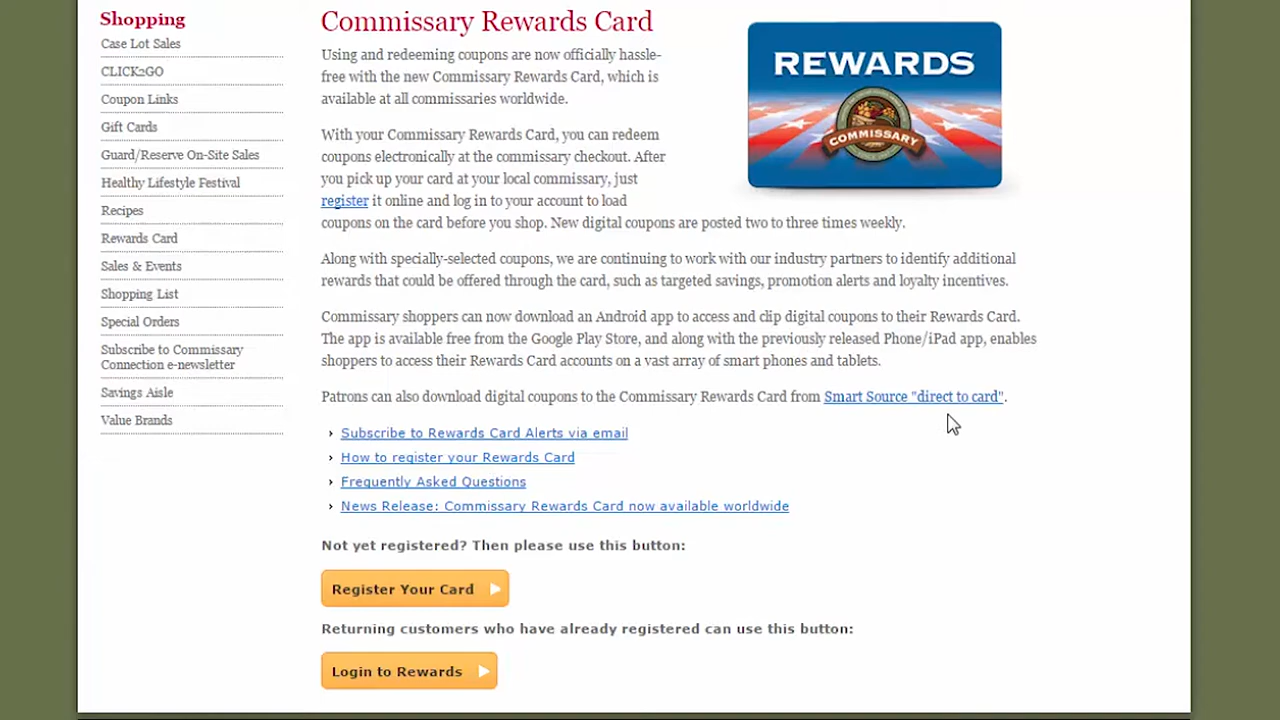 Shopping
Case Lot Sales
CLICK2GO
Coupon Links
Gift Cards
Guard/Reserve On-Site Sales
Healthy Lifestyle Festival
Recipes
Rewards Card
Sales & Events
Shopping List
Special Orders
Subscribe to Commissary
Connection e-newsletter
Savings Aisle
Value Brands
Commissary Rewards Card
Using and redeeming coupons are now officially hassle-
free with the new Commissary Rewards Card, which is
available at all commissaries worldwide.
With your Commissary Rewards Card, you can redeem
coupons electronically at the commissary checkout. After
you pick up your card at your local commissary, just
register it online and log in to your account to load
coupons on the card before you shop. New digital coupons are posted two to three times weekly.
REWARDS
COMMISSARY
Along with specially-selected coupons, we are continuing to work with our industry partners to identify additional
rewards that could be offered through the card, such as targeted savings, promotion alerts and loyalty incentives.
Commissary shoppers can now download an Android app to access and clip digital coupons to their Rewards Card.
The app is available free from the Google Play Store, and along with the previously released Phone/iPad app, enables
shoppers to access their Rewards Card accounts on a vast array of smart phones and tablets.
Patrons can also download digital coupons to the Commissary Rewards Card from Smart Source "direct to card".
Subscribe to Rewards Card Alerts via email
How to register your Rewards Card
Frequently Asked Questions
News Release: Commissary Rewards Card now available worldwide
Not yet registered? Then please use this button:
Register Your Card
Returning customers who have already registered can use this button:
Login to Rewards